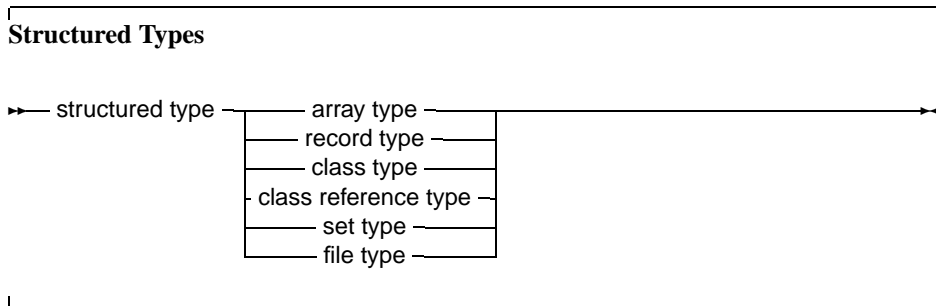 Structured Types
structured type
array type
record type
class type
class reference type
set type
file type